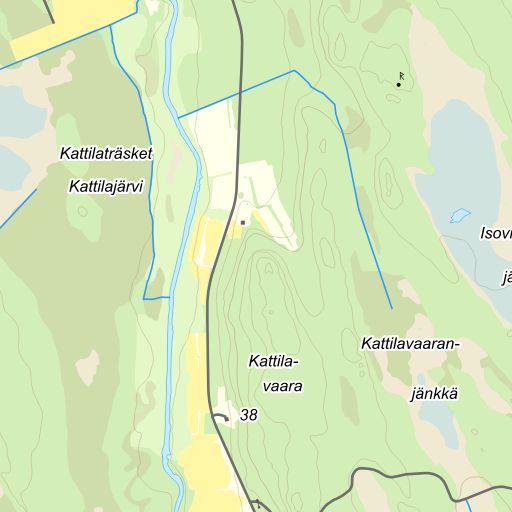 R
Kattilaträsket
Kattilajärvi
Kattilavaaran-
jänkkä
Kattila-
vaara
38